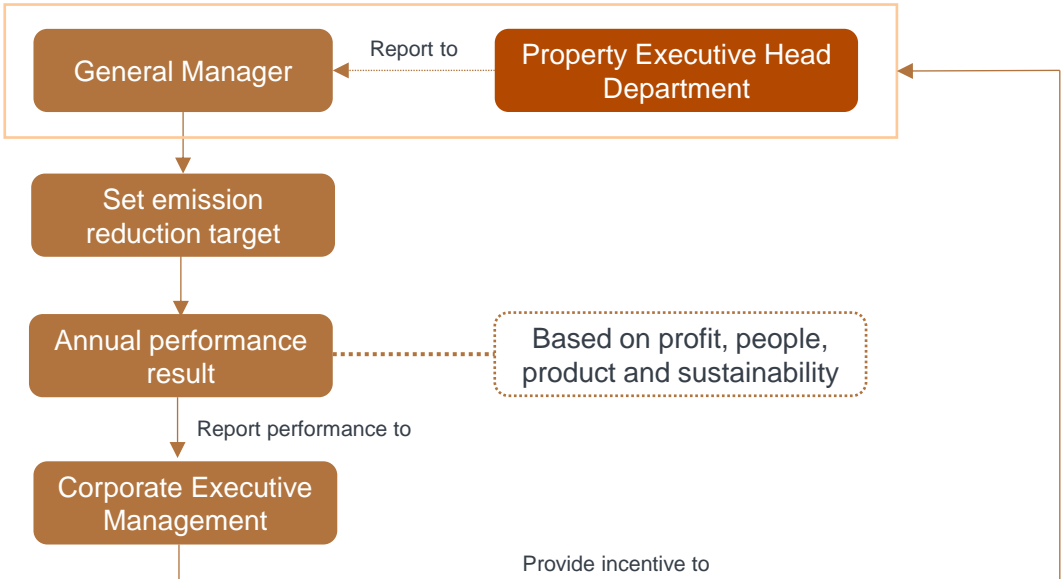 General Manager
Report to
Property Executive Head
Department
Set emission
reduction target
Annual performance
result
Based on profit, people,
product and sustainability
Report performance to
Corporate Executive
Management
Provide incentive to